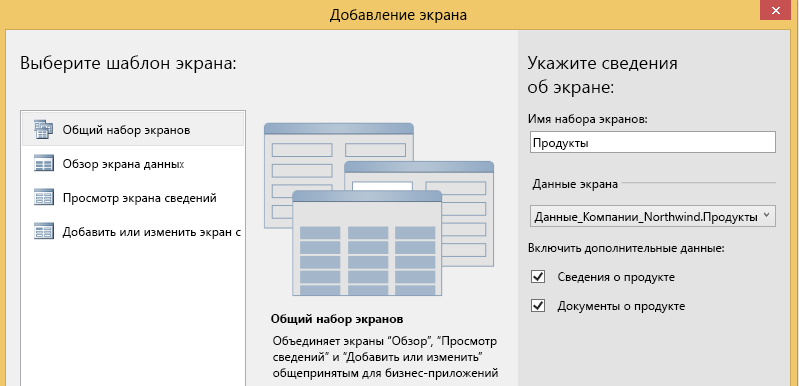 Добавление экрана
Выберите шаблон экрана:
Общий набор экранов
Обзор экрана данных
Просмотр экрана сведений
Добавить или изменить экран с
Общий набор экранов
Объединяет экраны “Обзор”, “Просмотр
сведений” и “Добавить или изменить”
общепринятым для бизнес-приложений
Укажите сведения
об экране:
Имя набора экранов:
Продукты
Данные экрана
Данные_Компании_Northwind.Продукты
Включить дополнительные данные:
Сведения о продукте
Документы о продукте